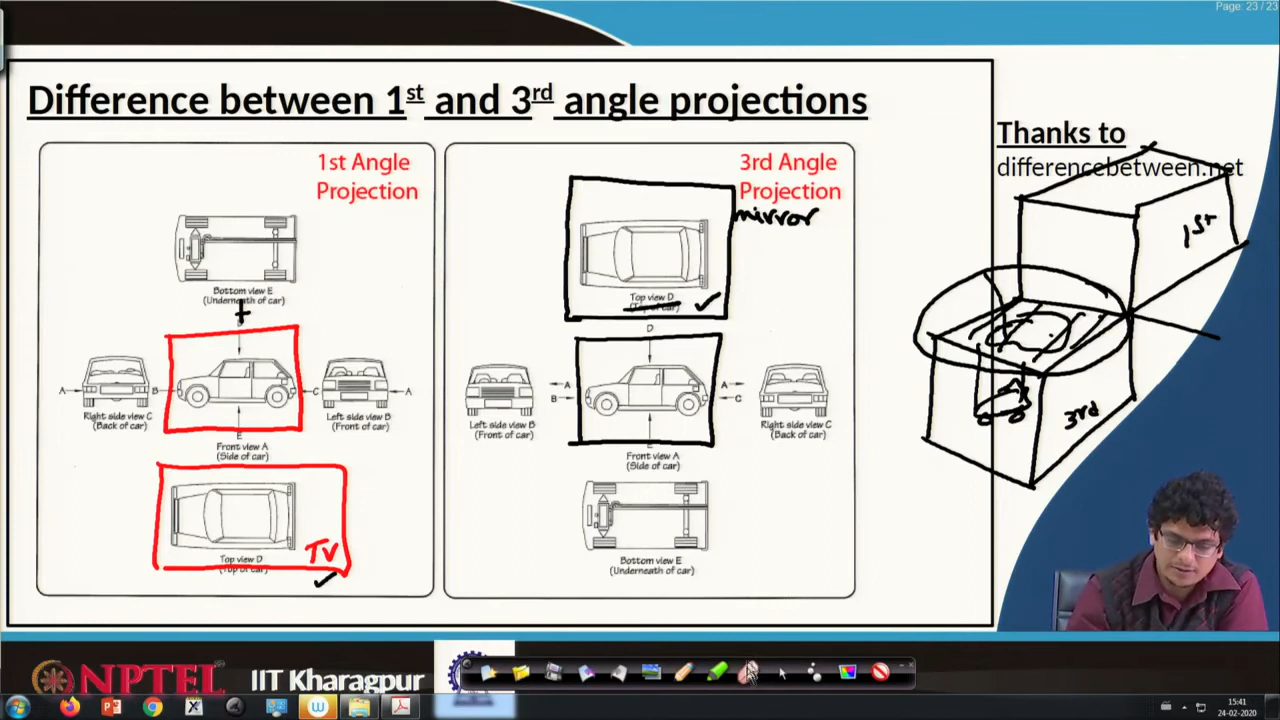 Page: 23 / 23
Difference between 1st and 3rd angle projections
1st Angle
Projection
Bottom view E
(Underneath of car)
A
B
C
A
Right side view C
(Back of car)
Left side view B
(Front of car)
E
Front view A
(Side of car)
TV
Top view D
(Top of car)
3rd Angle
Projection
mirror
Top view D
(Top of car)
D
A
B
A
C
Left side view B
(Front of car)
Right side view C
(Back of car)
E
Front view A
(Side of car)
Bottom view E
(Underneath of car)
Thanks to
differencebetween.net
1st
3rd
NPTEL
IIT Kharagpur
15:41
24-02-2020